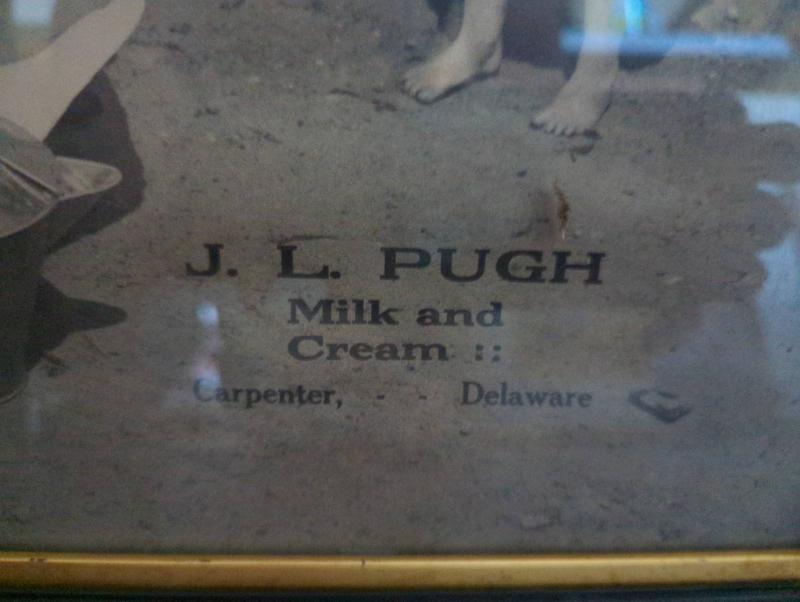 J. L. PUGH
Milk and
Cream ::
Carpenter, - - Delaware